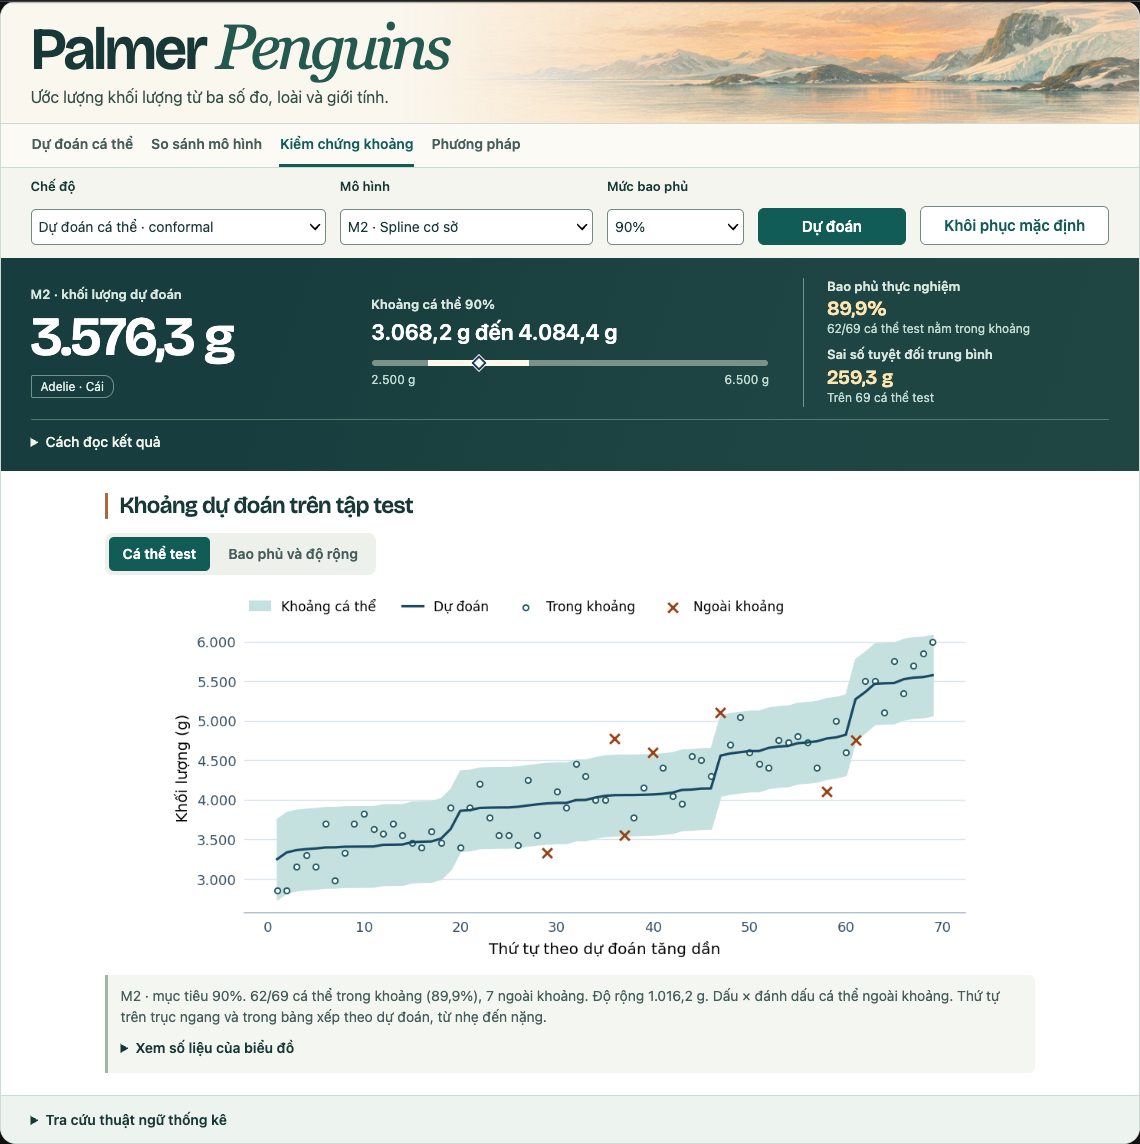 Palmer Penguins
Ước lượng khối lượng từ ba số đo, loài và giới tính.
Dự đoán cá thể
So sánh mô hình
Kiểm chứng khoảng
Phương pháp
Chế độ
Mô hình
Mức bao phủ
Dự đoán cá thể · conformal
M2 · Spline cơ sở
90%
Dự đoán
Khôi phục mặc định
M2 · khối lượng dự đoán
3.576,3 g
Adelie · Cái
Khoảng cá thể 90%
3.068,2 g đến 4.084,4 g
2.500 g
6.500 g
Bao phủ thực nghiệm
89,9%
62/69 cá thể test nằm trong khoảng
Sai số tuyệt đối trung bình
259,3 g
Trên 69 cá thể test
Cách đọc kết quả
Khoảng dự đoán trên tập test
Cá thể test
Bao phủ và độ rộng
Khoảng cá thể
Dự đoán
Trong khoảng
Ngoài khoảng
Khối lượng (g)
6.000
5.500
5.000
4.500
4.000
3.500
3.000
0
10
20
30
40
50
60
70
Thứ tự theo dự đoán tăng dần
M2 · mục tiêu 90%. 62/69 cá thể trong khoảng (89,9%), 7 ngoài khoảng. Độ rộng 1.016,2 g. Dấu × đánh dấu cá thể ngoài khoảng. Thứ tự
trên trục ngang và trong bảng xếp theo dự đoán, từ nhẹ đến nặng.
Xem số liệu của biểu đồ
Tra cứu thuật ngữ thống kê